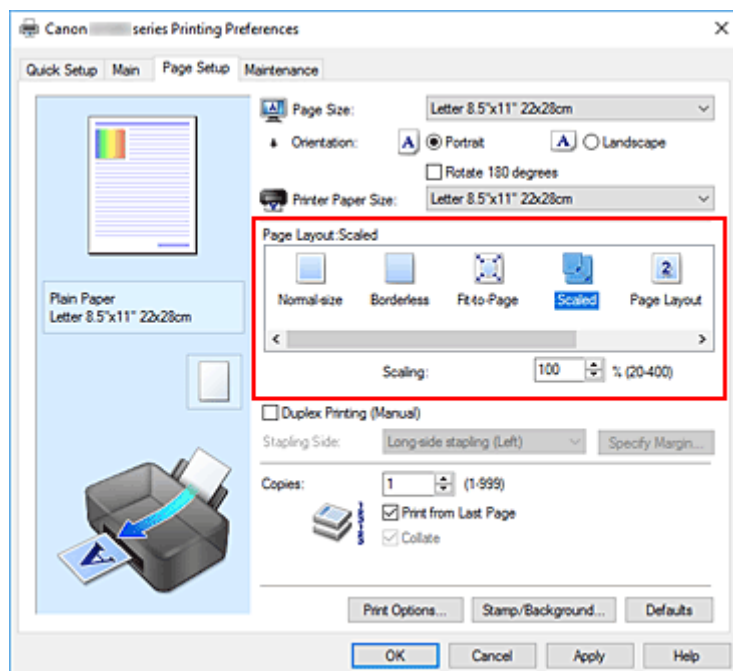 Canon series Printing Preferences
Quick Setup Main Page Setup Maintenance
Page Size: Letter 8.5"x11" 22x28cm
Orientation: A Portrait A Landscape
Rotate 180 degrees
Printer Paper Size: Letter 8.5"x11" 22x28cm
Page Layout:Scaled
Normal-size Borderless Fit-to-Page Scaled Page Layout
Scaling: 100 % (20-400)
Plain Paper
Letter 8.5"x11" 22x28cm
Duplex Printing (Manual)
Stapling Side: Long-side stapling (Left) Specify Margin...
Copies: 1 (1-999)
Print from Last Page
Collate
Print Options... Stamp/Background... Defaults
OK Cancel Apply Help